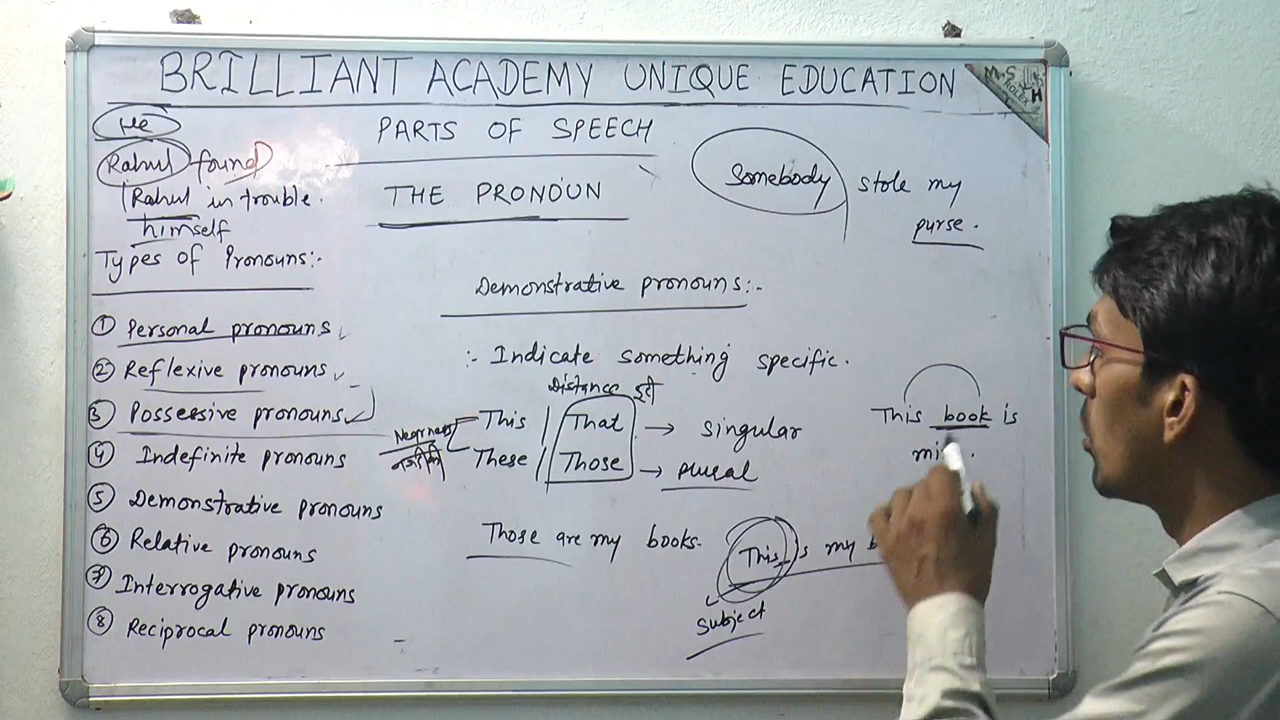 BRILLIANT ACADEMY UNIQUE EDUCATION
M.S
ROLEX
H
PARTS OF SPEECH
THE PRONOUN
He
Rahul found
Rahul in trouble.
himself
Types of Pronouns:-
① Personal pronouns
② Reflexive pronouns
③ Possessive pronouns
④ Indefinite pronouns
⑤ Demonstrative pronouns
⑥ Relative pronouns
⑦ Interrogative pronouns
⑧ Reciprocal pronouns
Somebody stole my
purse.
Demonstrative pronouns:-
:- Indicate something specific.
Distance दूरी
Nearness
This / That → singular
These / Those → plural
Those are my books.
This is my
Subject
This book is